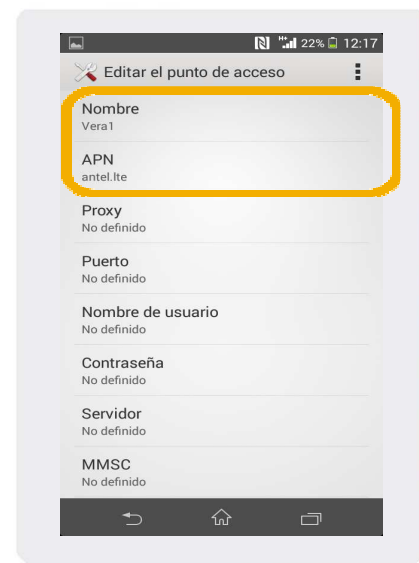 22% 12:17
Editar el punto de acceso
Nombre
Vera1
APN
antel.lte
Proxy
No definido
Puerto
No definido
Nombre de usuario
No definido
Contraseña
No definido
Servidor
No definido
MMSC
No definido